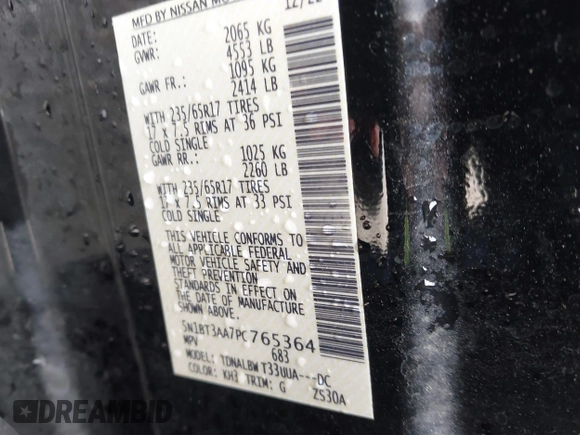 MFD BY NISSAN MO
DATE: 12/22
GVWR: 2065 KG
4553 LB
GAWR FR.: 1095 KG
2414 LB
WITH 235/65R17 TIRES
17 x 7.5 RIMS AT 36 PSI
COLD SINGLE
GAWR RR.: 1025 KG
2260 LB
WITH 235/65R17 TIRES
17 x 7.5 RIMS AT 33 PSI
COLD SINGLE
THIS VEHICLE CONFORMS TO
ALL APPLICABLE FEDERAL
MOTOR VEHICLE SAFETY AND
THEFT PREVENTION
STANDARDS IN EFFECT ON
THE DATE OF MANUFACTURE
SHOWN ABOVE.
5N1BT3AA7PC765364
MPV 683
MODEL: TDNALBW T33UUA---DC
COLOR: KH3 TRIM: G ZS30A
DREAMBID